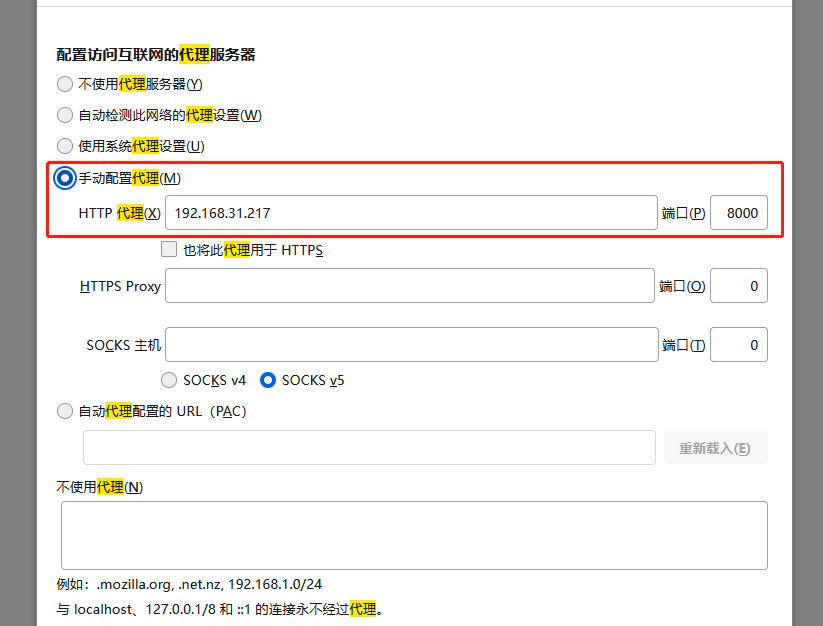 配置访问互联网的代理服务器
不使用代理服务器(Y)
自动检测此网络的代理设置(W)
使用系统代理设置(U)
手动配置代理(M)
HTTP 代理(X) 192.168.31.217 端口(P) 8000
也将此代理用于 HTTPS
HTTPS Proxy 端口(O) 0
SOCKS 主机 端口(T) 0
SOCKS v4 SOCKS v5
自动代理配置的 URL（PAC）
重新载入(E)
不使用代理(N)
例如：.mozilla.org, .net.nz, 192.168.1.0/24
与 localhost、127.0.0.1/8 和 ::1 的连接永不经过代理。